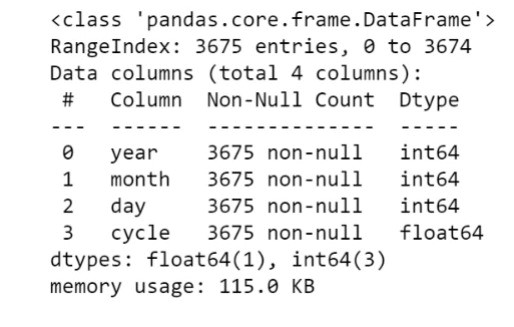 <class 'pandas.core.frame.DataFrame'>
RangeIndex: 3675 entries, 0 to 3674
Data columns (total 4 columns):
 #   Column  Non-Null Count  Dtype
---  ------  --------------  -----
 0   year    3675 non-null   int64
 1   month   3675 non-null   int64
 2   day     3675 non-null   int64
 3   cycle   3675 non-null   float64
dtypes: float64(1), int64(3)
memory usage: 115.0 KB